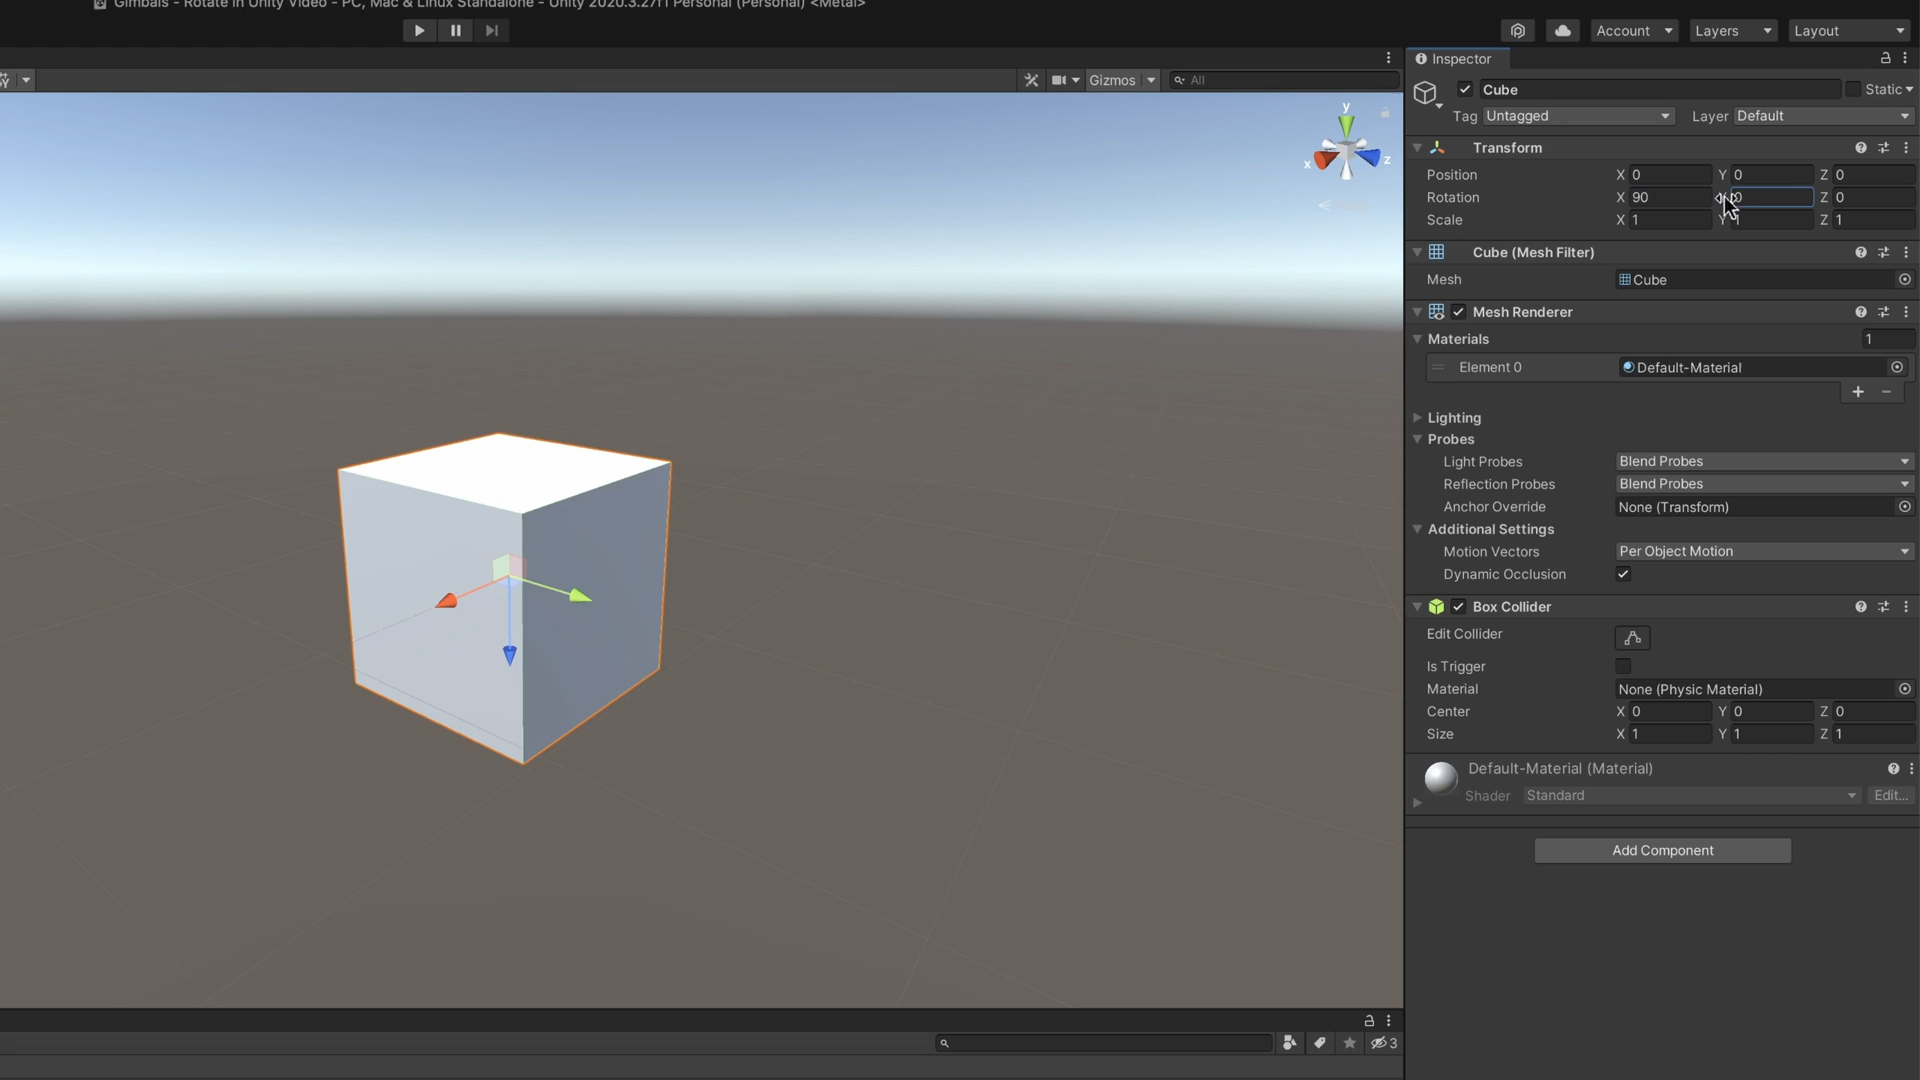 Gimbals - Rotate in Unity Video - PC, Mac & Linux Standalone - Unity 2020.3.27f1 Personal (Personal) <Metal>
Account Layers Layout
Inspector
Gizmos All
Cube Static
Tag Untagged Layer Default
Transform
Position X 0 Y 0 Z 0
Rotation X 90 0 Z 0
Scale X 1 Y 1 Z 1
Cube (Mesh Filter)
Mesh Cube
Mesh Renderer
Materials 1
Element 0 Default-Material
Lighting
Probes
Light Probes Blend Probes
Reflection Probes Blend Probes
Anchor Override None (Transform)
Additional Settings
Motion Vectors Per Object Motion
Dynamic Occlusion
Box Collider
Edit Collider
Is Trigger
Material None (Physic Material)
Center X 0 Y 0 Z 0
Size X 1 Y 1 Z 1
Default-Material (Material)
Shader Standard Edit...
Add Component
y
x z
3